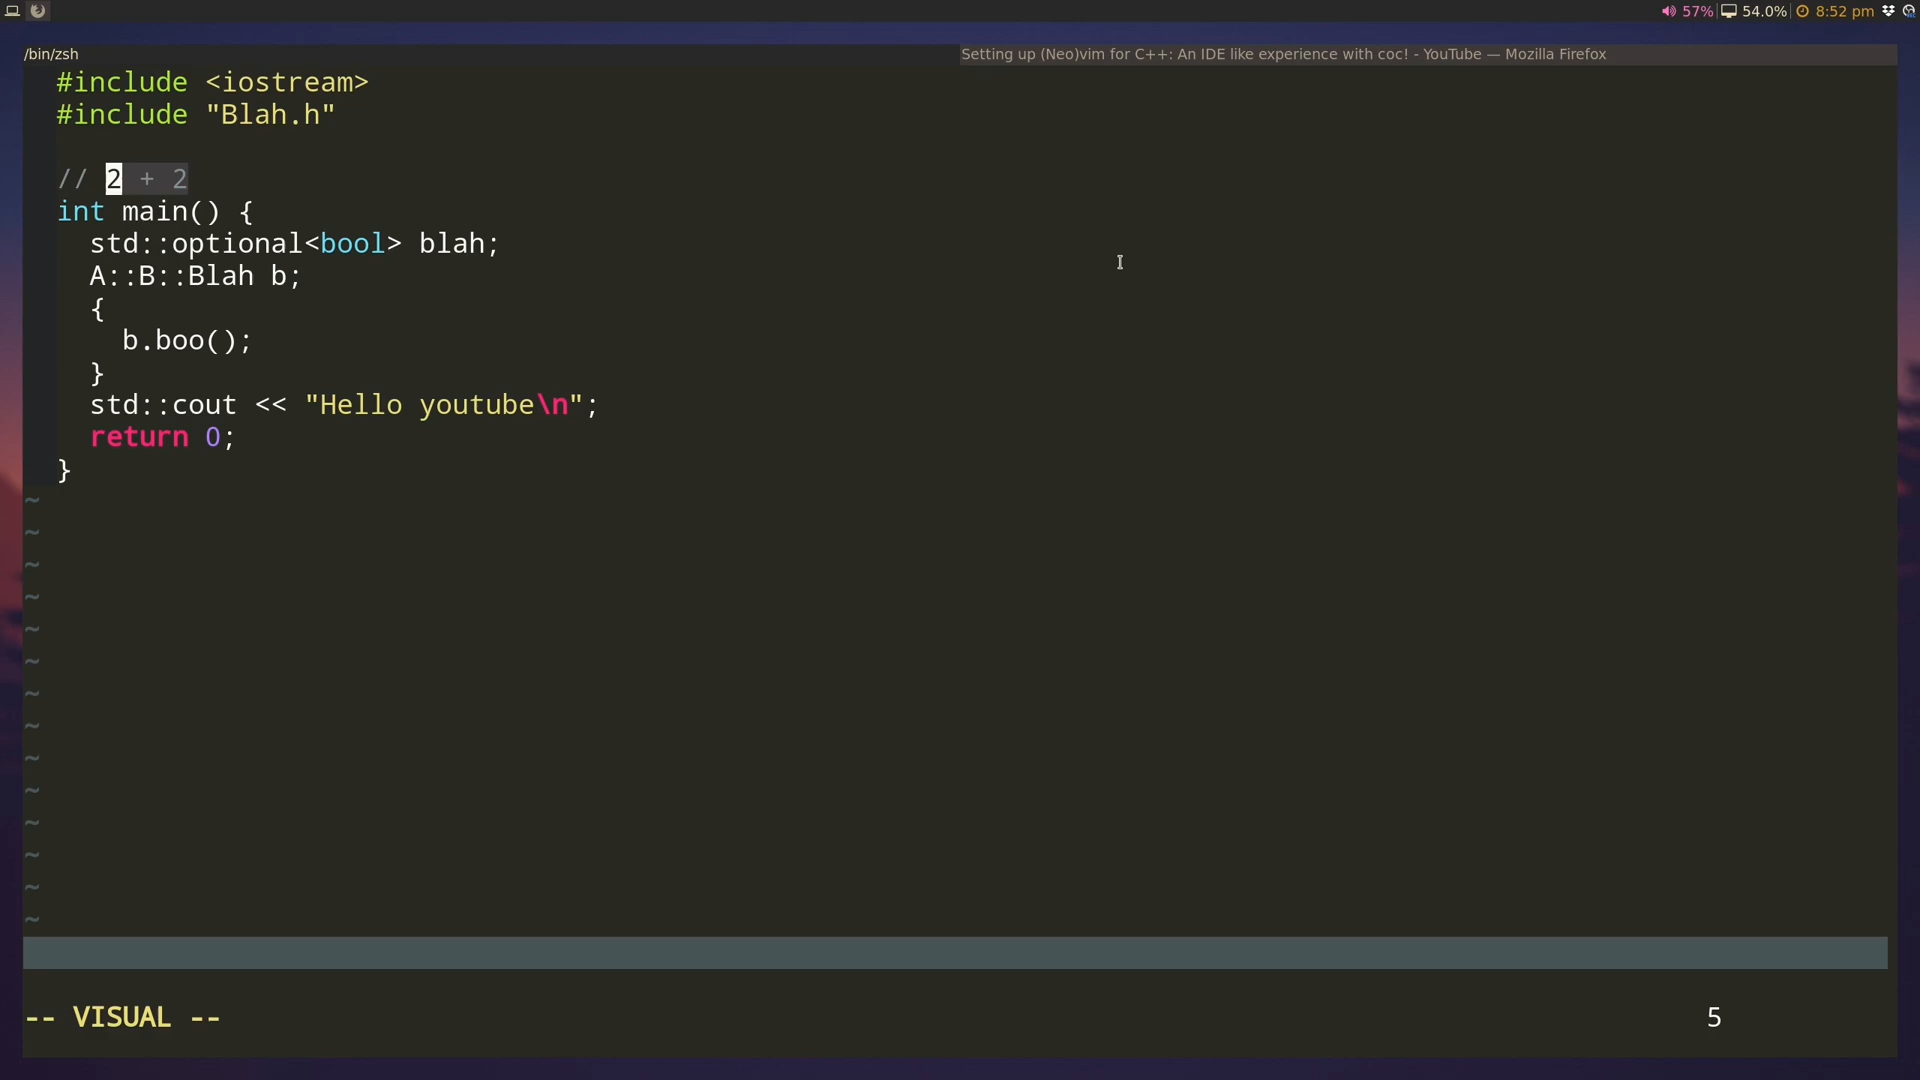 57% 54.0% 8:52 pm
/bin/zsh Setting up (Neo)vim for C++: An IDE like experience with coc! - YouTube — Mozilla Firefox
#include <iostream>
#include "Blah.h"
// 2 + 2
int main() {
std::optional<bool> blah;
A::B::Blah b;
{
b.boo();
}
std::cout << "Hello youtube\n";
return 0;
}
~
~
~
~
~
~
~
~
~
~
~
~
~
~
-- VISUAL -- 5